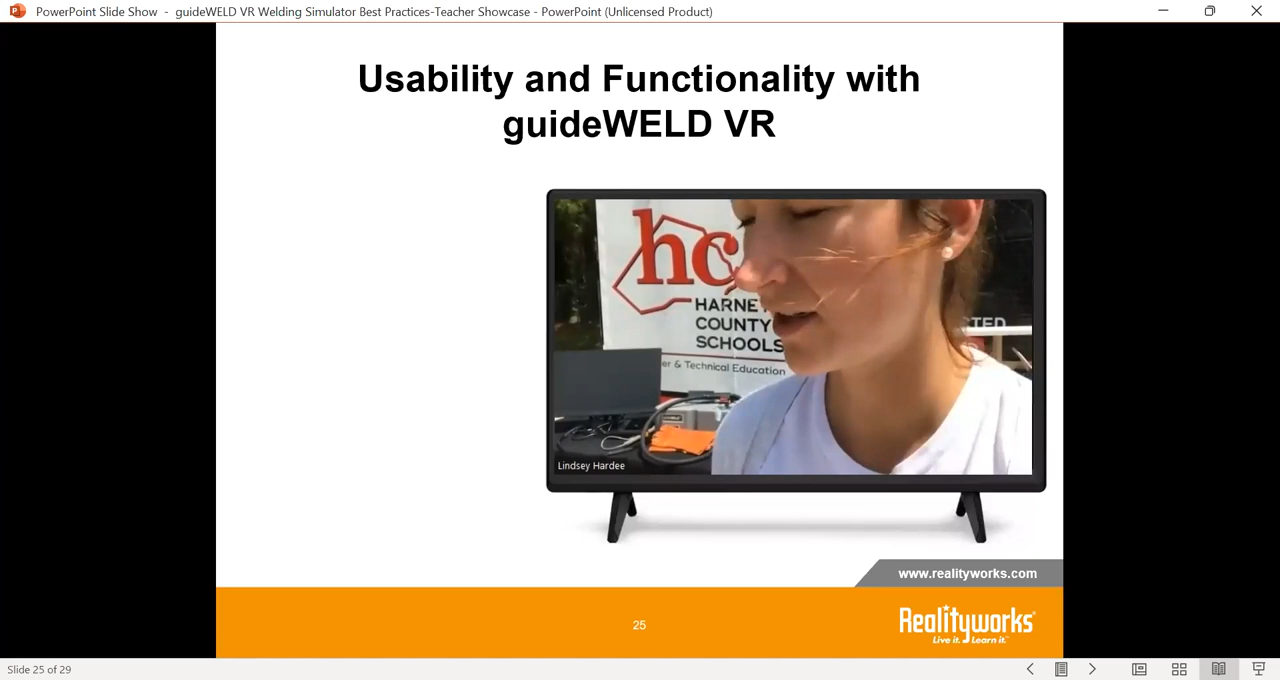 PowerPoint Slide Show - guideWELD VR Welding Simulator Best Practices-Teacher Showcase - PowerPoint (Unlicensed Product)
Usability and Functionality with
guideWELD VR
hc
HARNE
COUNTY
SCHOOLS
er & Technical Education
TED
Lindsey Hardee
www.realityworks.com
25
Realityworks
Live it. Learn it.™
Slide 25 of 29